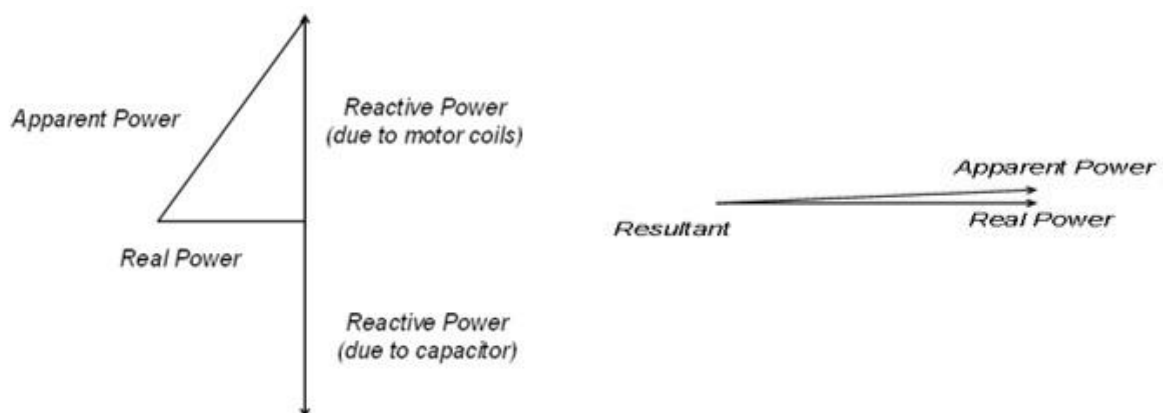 Apparent Power
Reactive Power
(due to motor coils)
Real Power
Reactive Power
(due to capacitor)
Apparent Power
Real Power
Resultant